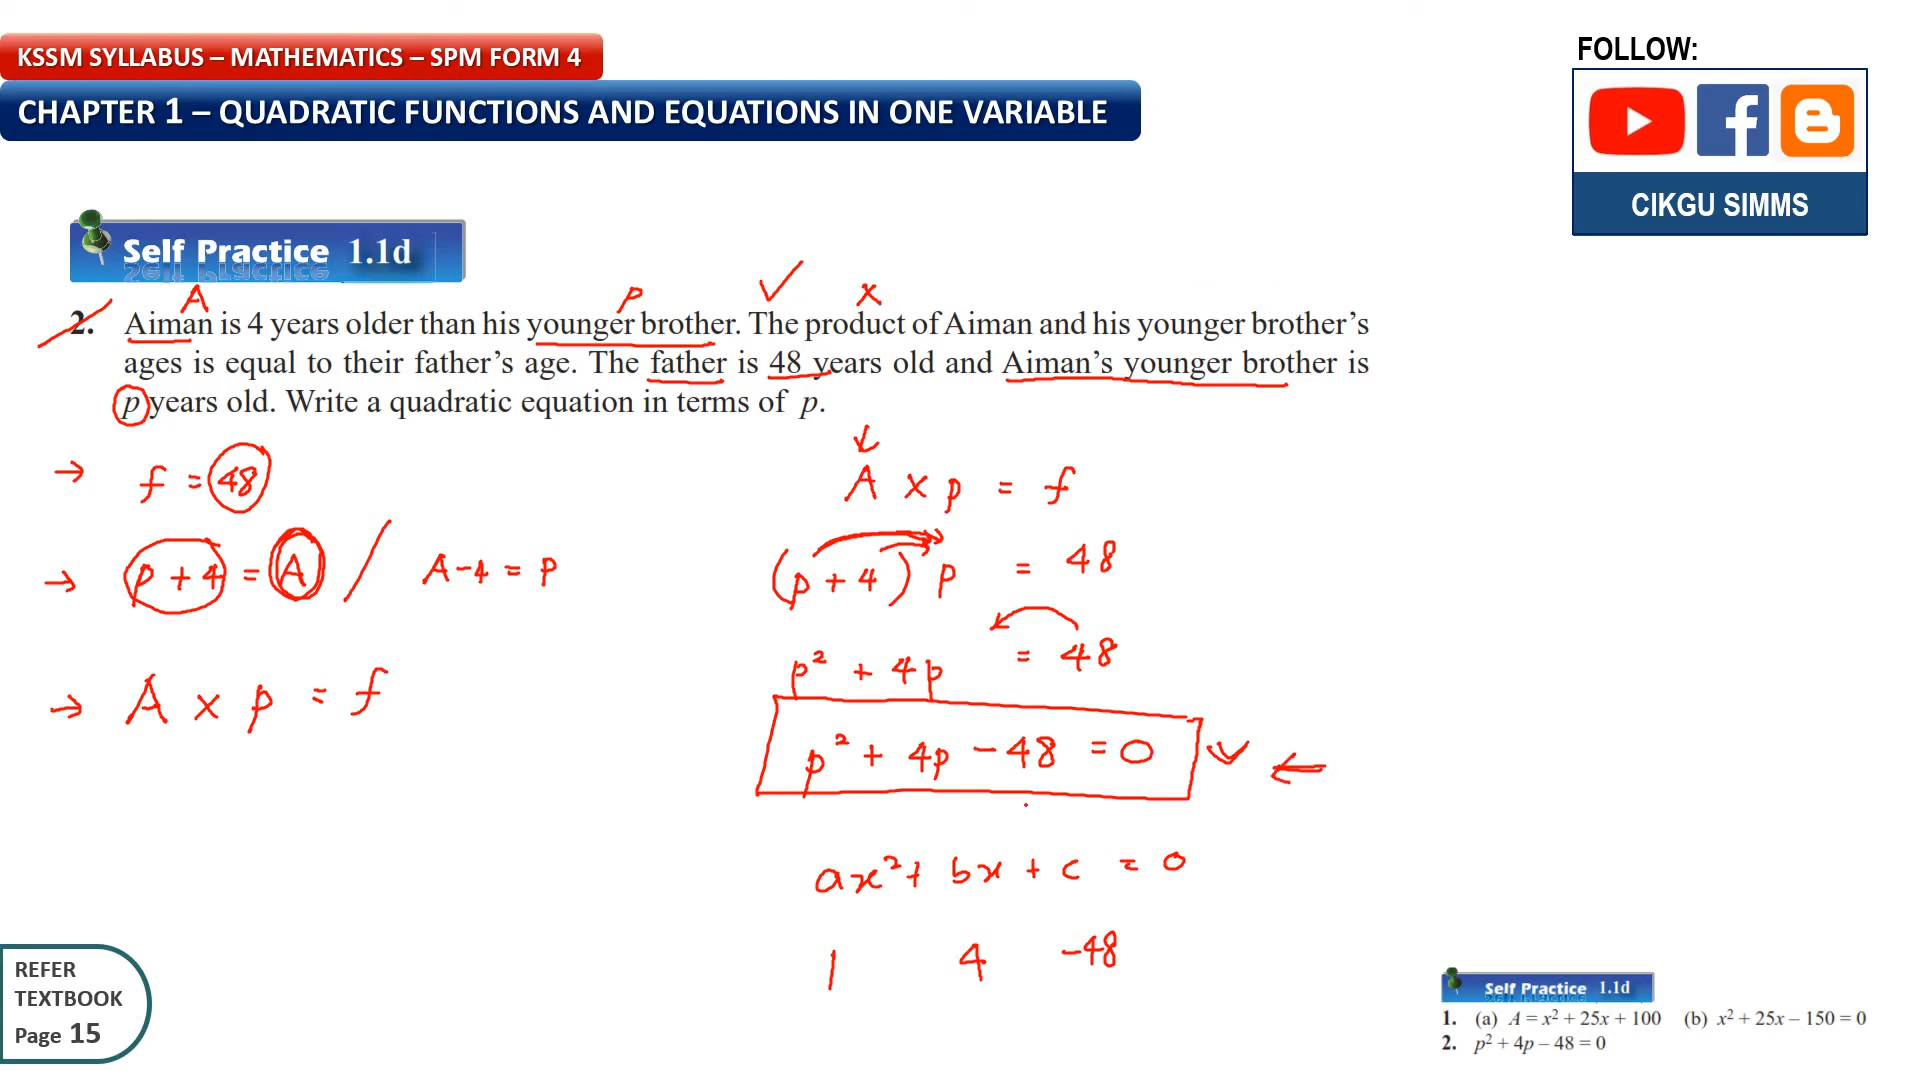 KSSM SYLLABUS – MATHEMATICS – SPM FORM 4
CHAPTER 1 – QUADRATIC FUNCTIONS AND EQUATIONS IN ONE VARIABLE
FOLLOW:
CIKGU SIMMS
Self Practice 1.1d
A p ✓ x
2. Aiman is 4 years older than his younger brother. The product of Aiman and his younger brother’s
ages is equal to their father’s age. The father is 48 years old and Aiman’s younger brother is
p years old. Write a quadratic equation in terms of p.
→ f = 48
→ p + 4 = A / A - 4 = p
→ A × p = f
↓
A × p = f
(p + 4) p = 48
p² + 4p = 48
p² + 4p - 48 = 0 ✓ ←
ax² + bx + c = 0
1 4 -48
REFER
TEXTBOOK
Page 15
Self Practice 1.1d
1. (a) A = x² + 25x + 100 (b) x² + 25x – 150 = 0
2. p² + 4p – 48 = 0